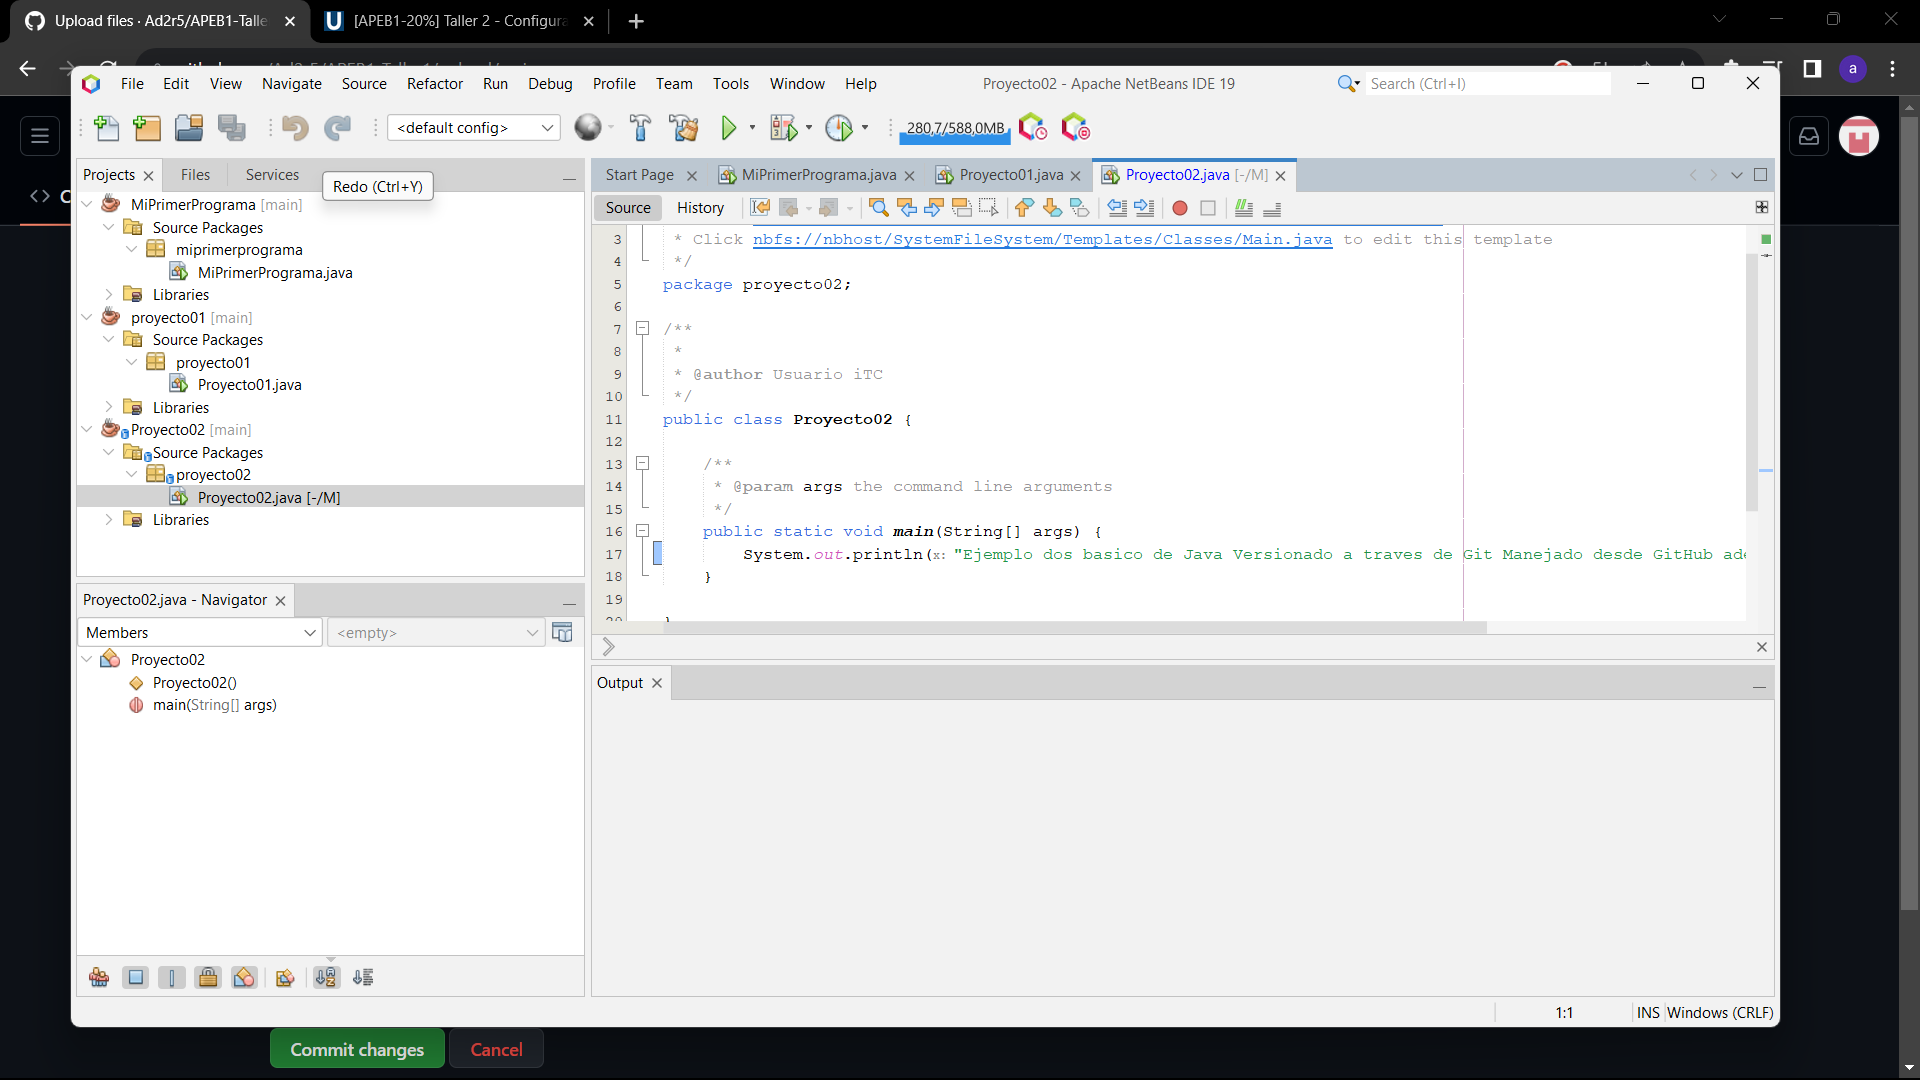 Upload files · Ad2r5/APEB1-Talle
[APEB1-20%] Taller 2 - Configura
a
File Edit View Navigate Source Refactor Run Debug Profile Team Tools Window Help
Proyecto02 - Apache NetBeans IDE 19
Search (Ctrl+I)
<default config>
280,7/588,0MB
Projects Files Services
Redo (Ctrl+Y)
MiPrimerPrograma [main]
Source Packages
miprimerprograma
MiPrimerPrograma.java
Libraries
proyecto01 [main]
Source Packages
proyecto01
Proyecto01.java
Libraries
Proyecto02 [main]
Source Packages
proyecto02
Proyecto02.java [-/M]
Libraries
Start Page MiPrimerPrograma.java Proyecto01.java Proyecto02.java [-/M]
Source History
3 * Click nbfs://nbhost/SystemFileSystem/Templates/Classes/Main.java to edit this template
4 */
5 package proyecto02;
6
7 /**
8 *
9 * @author Usuario iTC
10 */
11 public class Proyecto02 {
12
13 /**
14 * @param args the command line arguments
15 */
16 public static void main(String[] args) {
17 System.out.println(x: "Ejemplo dos basico de Java Versionado a traves de Git Manejado desde GitHub ade
18 }
19
20 }
Proyecto02.java - Navigator
Members
<empty>
Proyecto02
Proyecto02()
main(String[] args)
Output
1:1 INS Windows (CRLF)
Commit changes Cancel